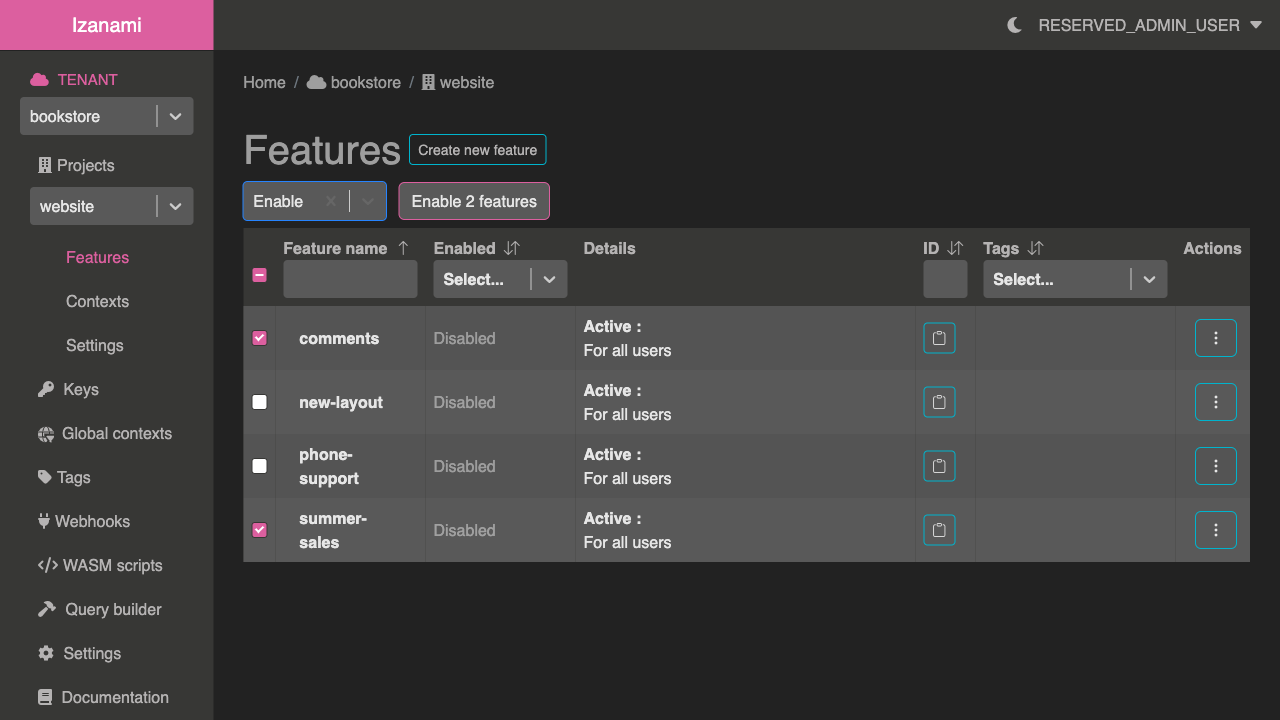 Izanami
RESERVED_ADMIN_USER
TENANT
bookstore
Projects
website
Features
Contexts
Settings
Keys
Global contexts
Tags
Webhooks
WASM scripts
Query builder
Settings
Documentation
Home / bookstore / website
Features Create new feature
Enable Enable 2 features
Feature name Enabled Details ID Tags Actions
Select... Select...
comments Disabled Active :
For all users
new-layout Disabled Active :
For all users
phone-support Disabled Active :
For all users
summer-sales Disabled Active :
For all users